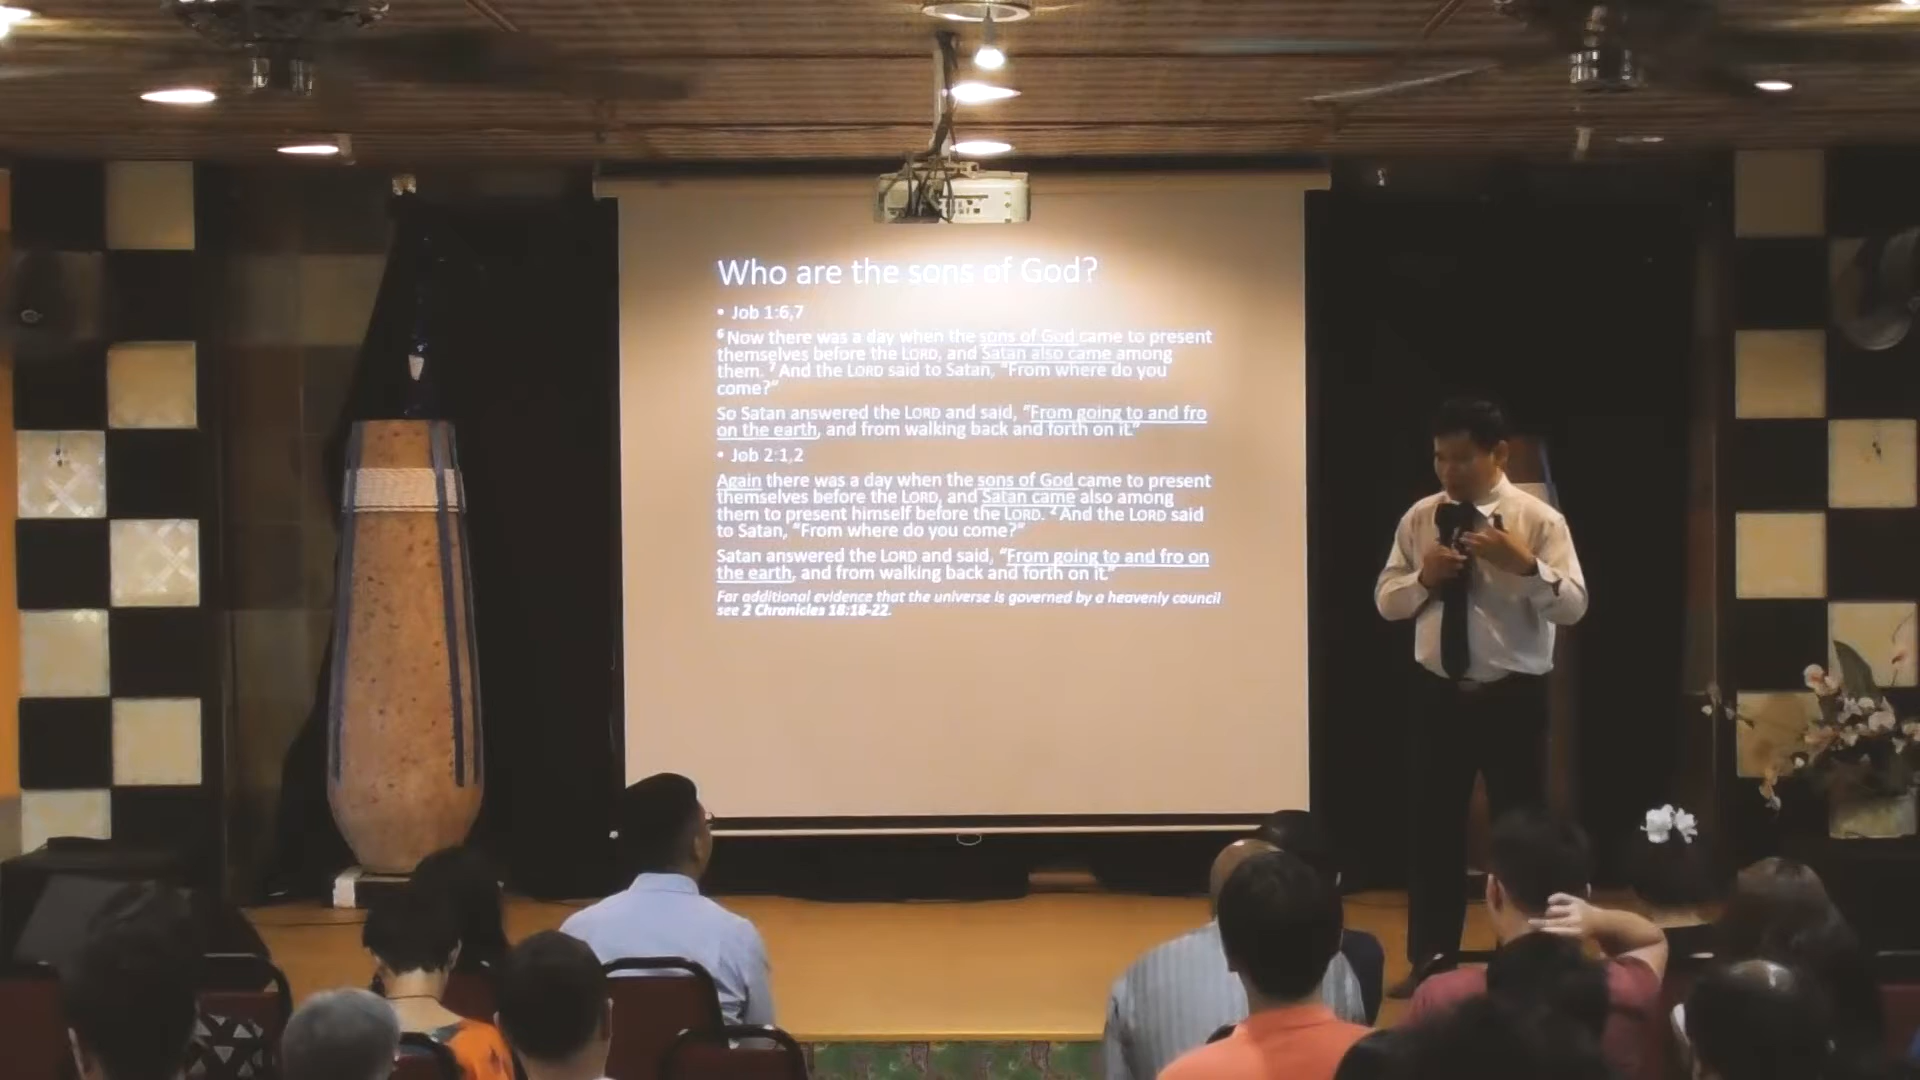 Who are the sons of God?
• Job 1:6,7
⁶ Now there was a day when the sons of God came to present
themselves before the LORD, and Satan also came among
them. ⁷ And the LORD said to Satan, “From where do you
come?”
So Satan answered the LORD and said, “From going to and fro
on the earth, and from walking back and forth on it.”
• Job 2:1,2
Again there was a day when the sons of God came to present
themselves before the LORD, and Satan came also among
them to present himself before the LORD. ² And the LORD said
to Satan, “From where do you come?”
Satan answered the LORD and said, “From going to and fro on
the earth, and from walking back and forth on it.”
For additional evidence that the universe is governed by a heavenly council
see 2 Chronicles 18:18-22.